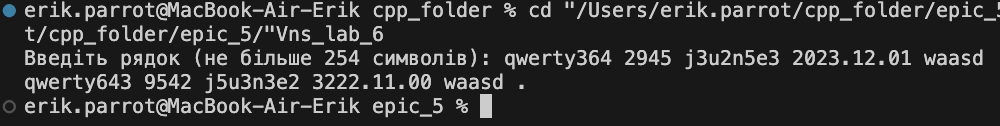 erik.parrot@MacBook-Air-Erik cpp_folder % cd "/Users/erik.parrot/cpp_folder/epic_5
t/cpp_folder/epic_5/"Vns_lab_6
Введіть рядок (не більше 254 символів): qwerty364 2945 j3u2n5e3 2023.12.01 waasd
qwerty643 9542 j5u3n3e2 3222.11.00 waasd .
erik.parrot@MacBook-Air-Erik epic_5 %